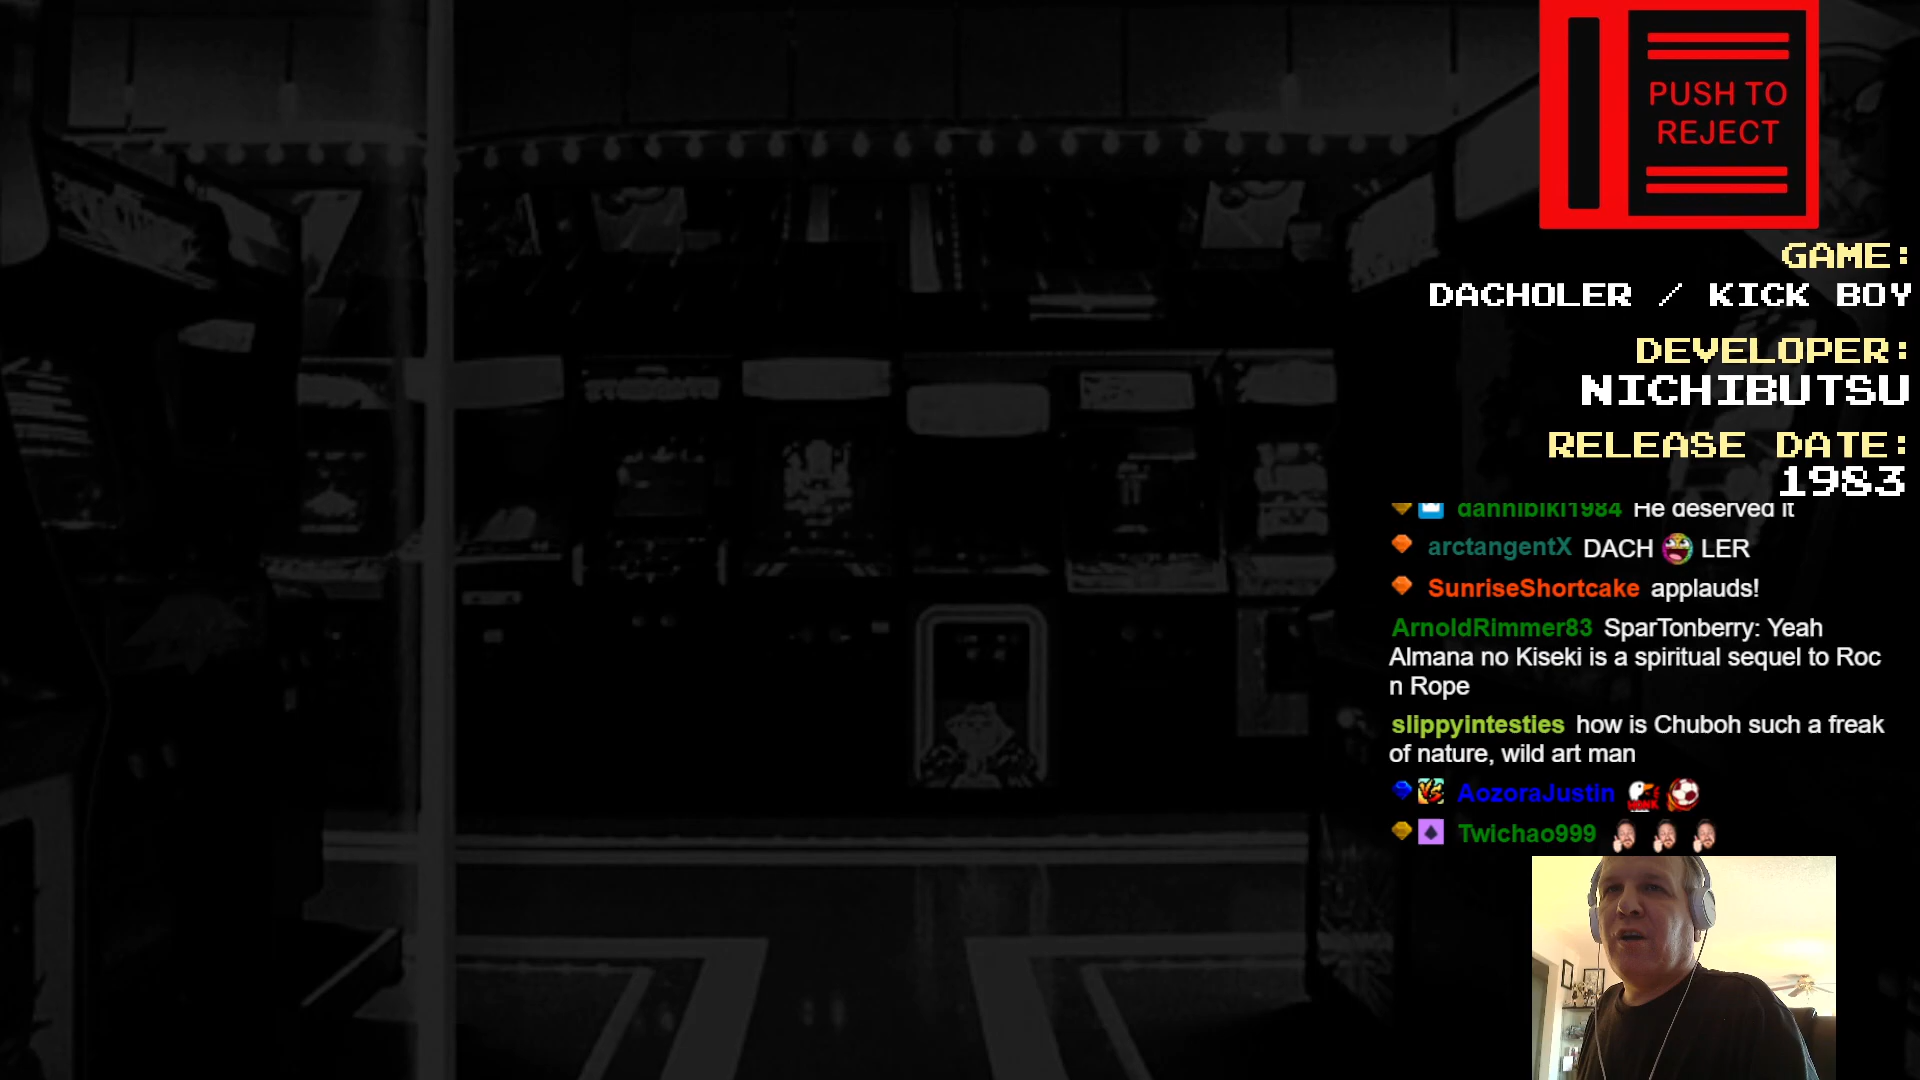 PUSH TO
REJECT
GAME:
DACHOLER / KICK BOY
DEVELOPER:
NICHIBUTSU
RELEASE DATE:
1983
dannibiki1984 He deserved it
arctangentX DACH LER
SunriseShortcake applauds!
ArnoldRimmer83 SparTonberry: Yeah
Almana no Kiseki is a spiritual sequel to Roc
n Rope
slippyintesties how is Chuboh such a freak
of nature, wild art man
AozoraJustin
Twichao999